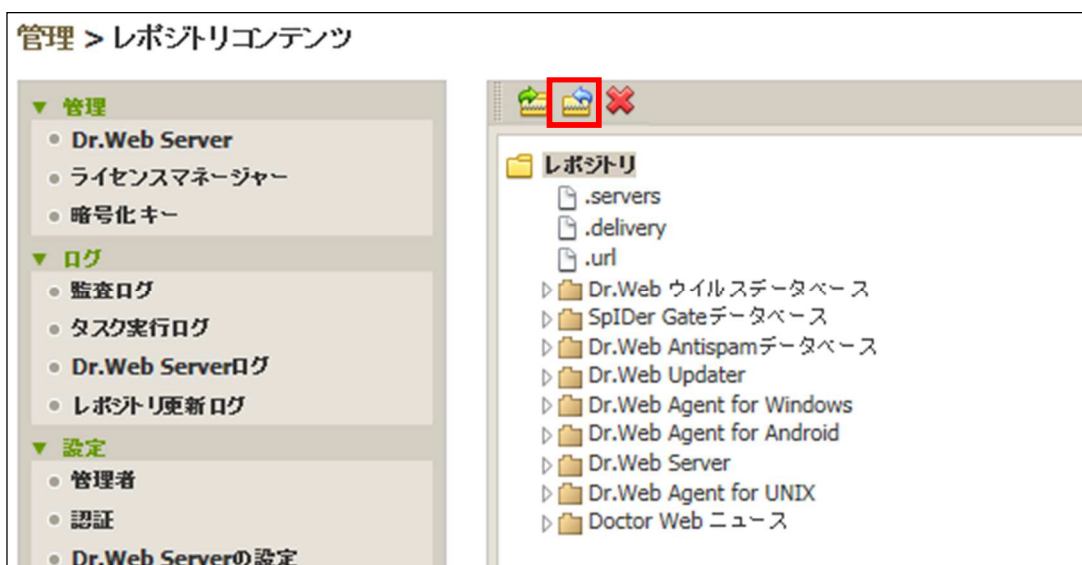 管理 > レポジトリコンテンツ
管理
Dr.Web Server
ライセンスマネージャー
暗号化キー
ログ
監査ログ
タスク実行ログ
Dr.Web Serverログ
レポジトリ更新ログ
設定
管理者
認証
Dr.Web Serverの設定
レポジトリ
.servers
.delivery
.url
Dr.Web ウイルスデータベース
SpIDer Gateデータベース
Dr.Web Antispamデータベース
Dr.Web Updater
Dr.Web Agent for Windows
Dr.Web Agent for Android
Dr.Web Server
Dr.Web Agent for UNIX
Doctor Web ニュース